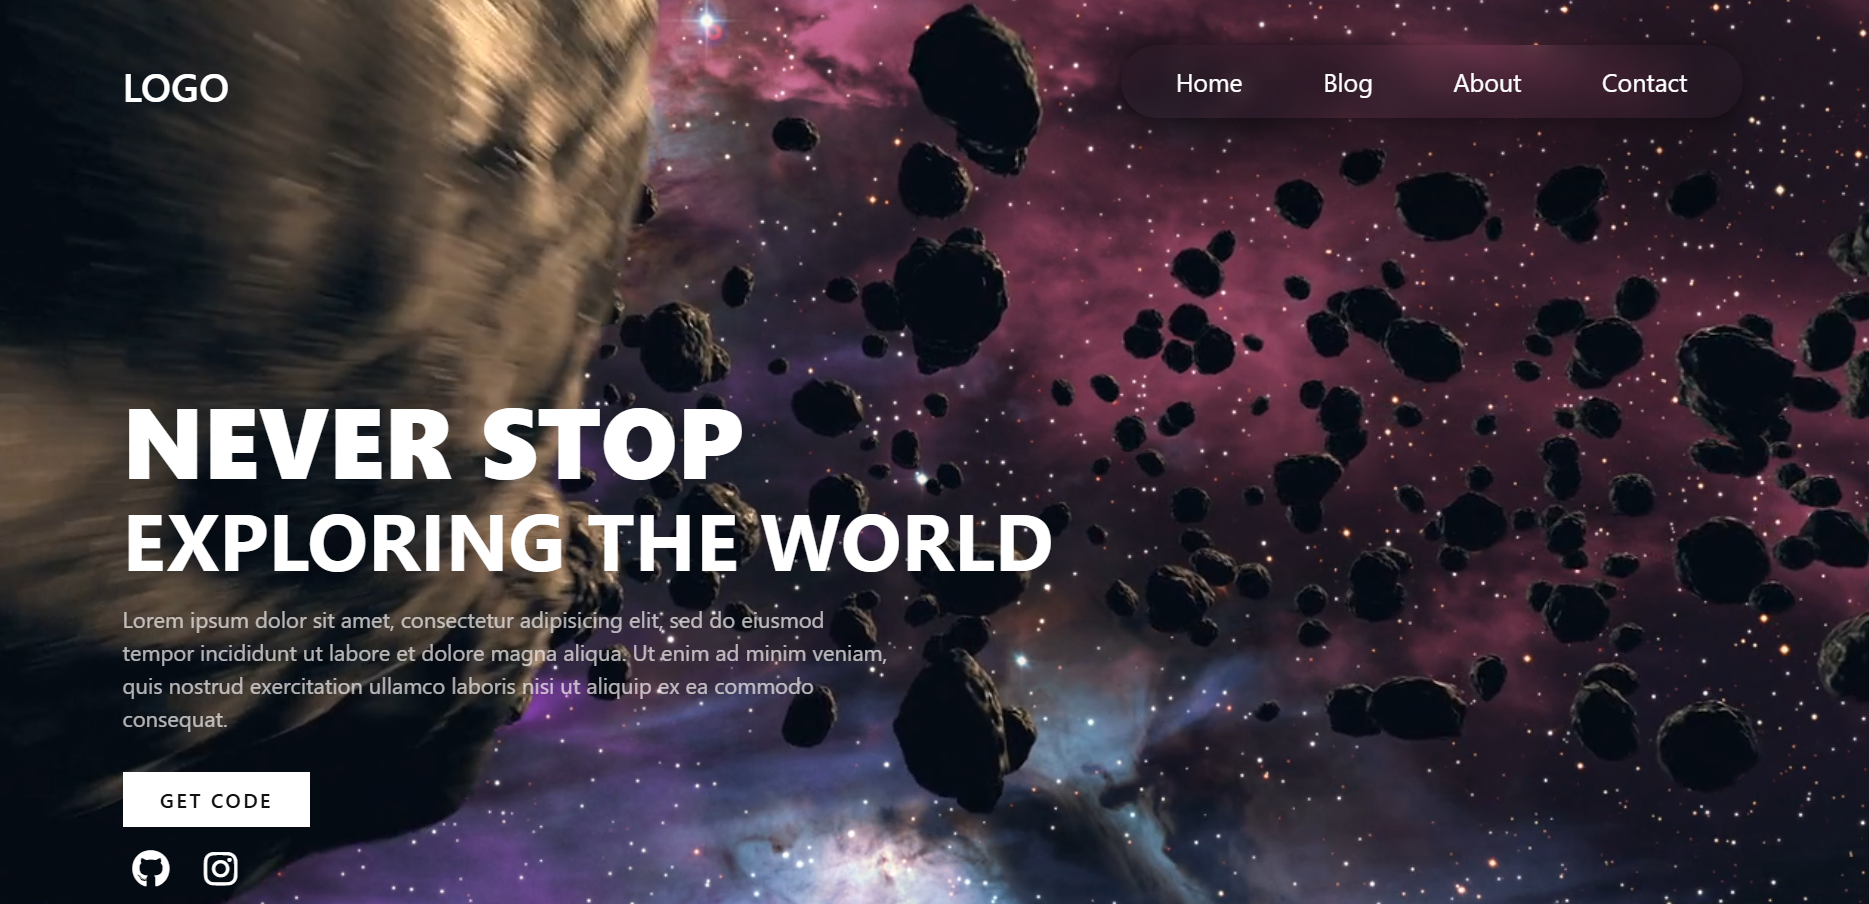 LOGO
Home
Blog
About
Contact
NEVER STOP
EXPLORING THE WORLD
Lorem ipsum dolor sit amet, consectetur adipisicing elit, sed do eiusmod
tempor incididunt ut labore et dolore magna aliqua. Ut enim ad minim veniam,
quis nostrud exercitation ullamco laboris nisi ut aliquip ex ea commodo
consequat.
GET CODE